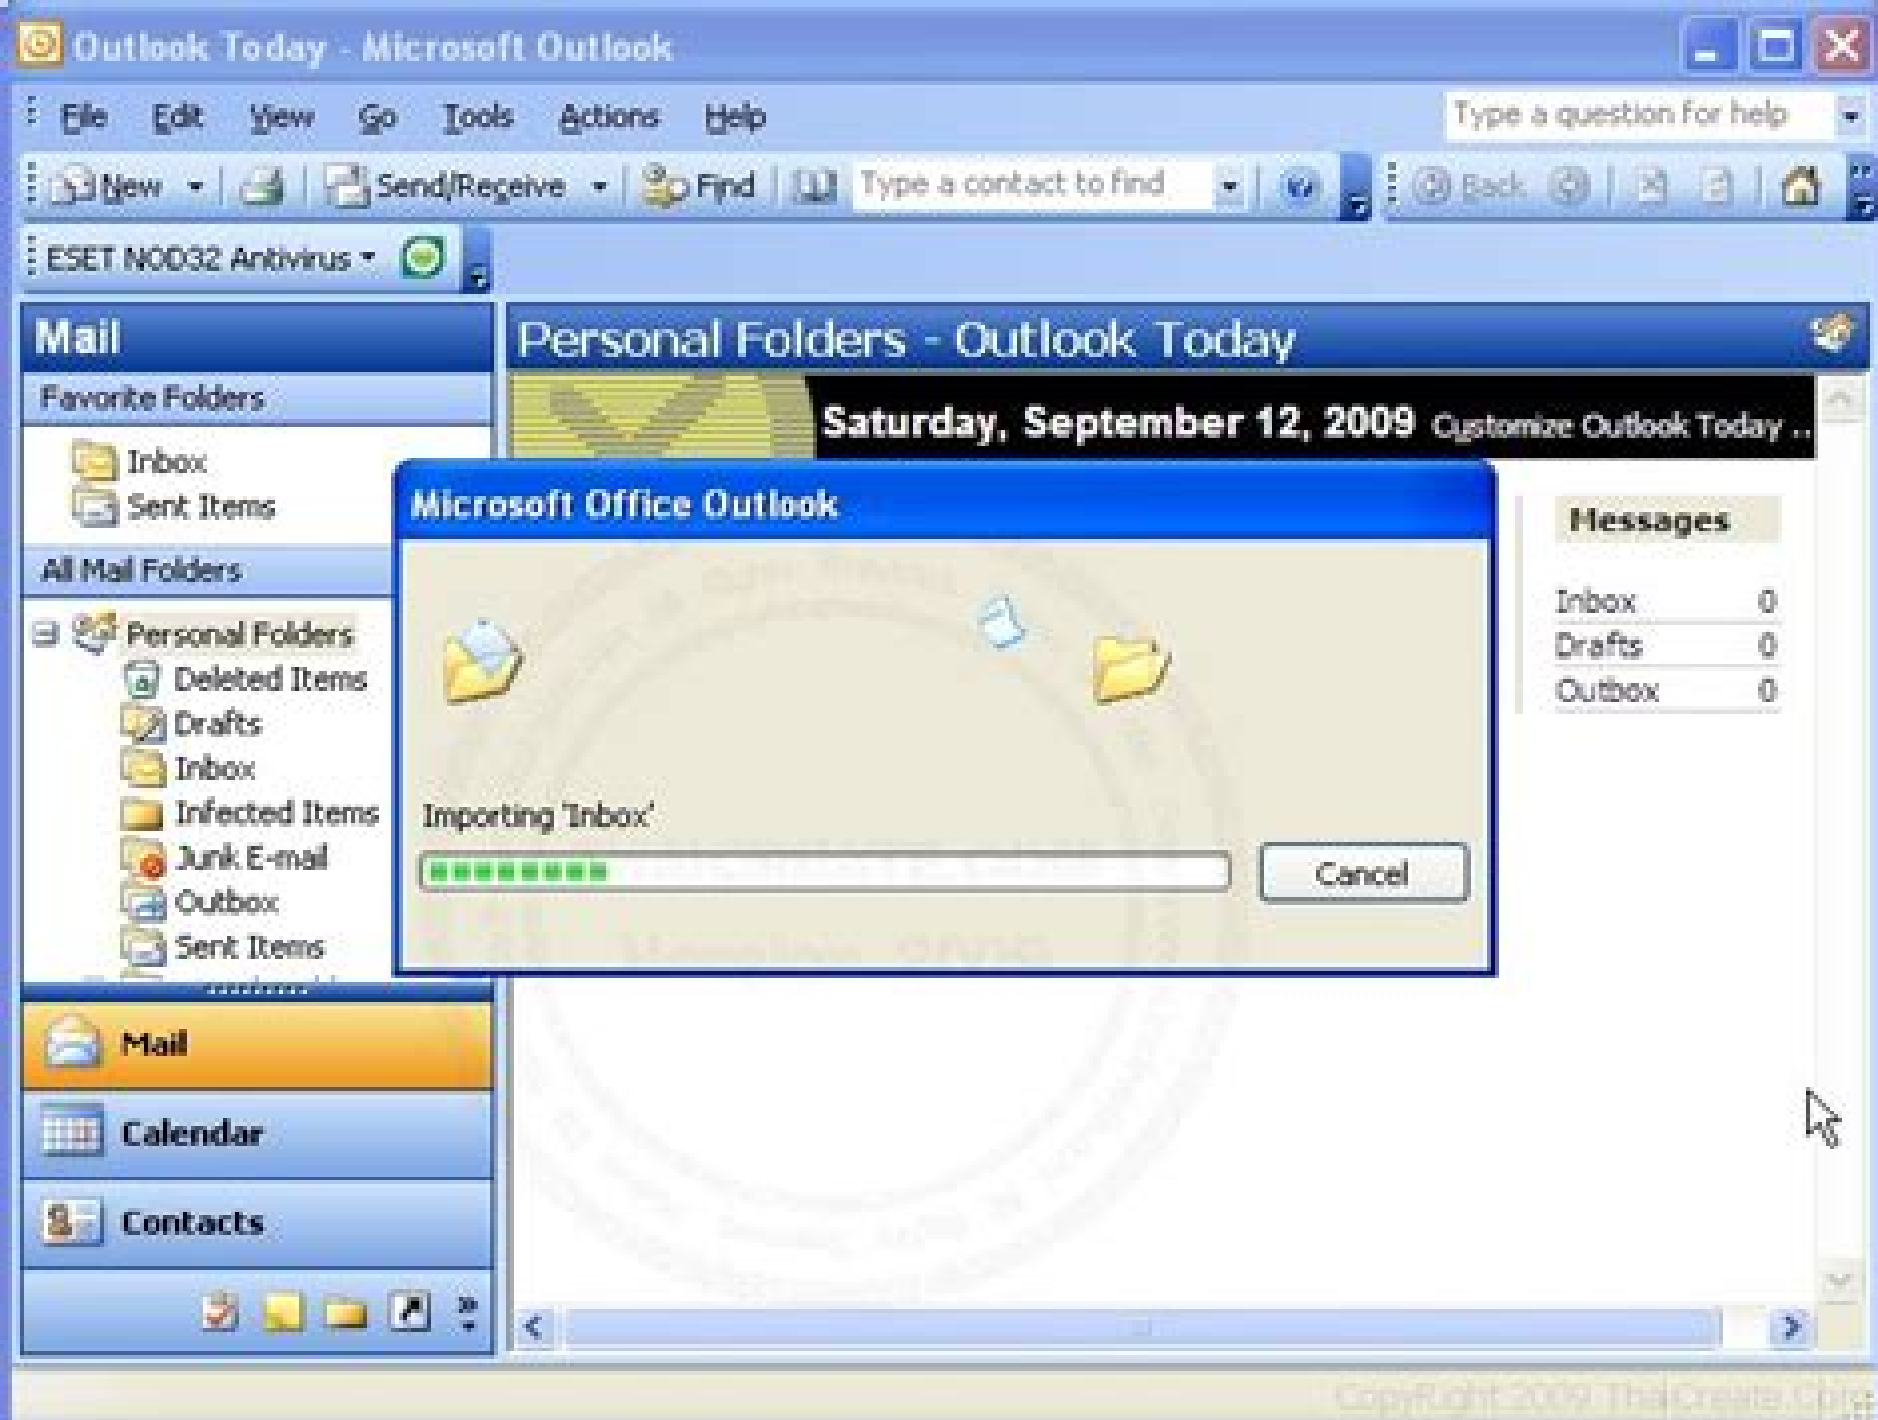 Outlook Today - Microsoft Outlook
File Edit View Go Tools Actions Help
Type a question for help
New Send/Receive Find Type a contact to find Back
ESET NOD32 Antivirus
Mail
Favorite Folders
Inbox
Sent Items
All Mail Folders
Personal Folders
Deleted Items
Drafts
Inbox
Infected Items
Junk E-mail
Outbox
Sent Items
Mail
Calendar
Contacts
Personal Folders - Outlook Today
Saturday, September 12, 2009 Customize Outlook Today ...
Messages
Inbox 0
Drafts 0
Outbox 0
Microsoft Office Outlook
Importing 'Inbox'
Cancel
CopyRight 2009 ThaiCreate.Com